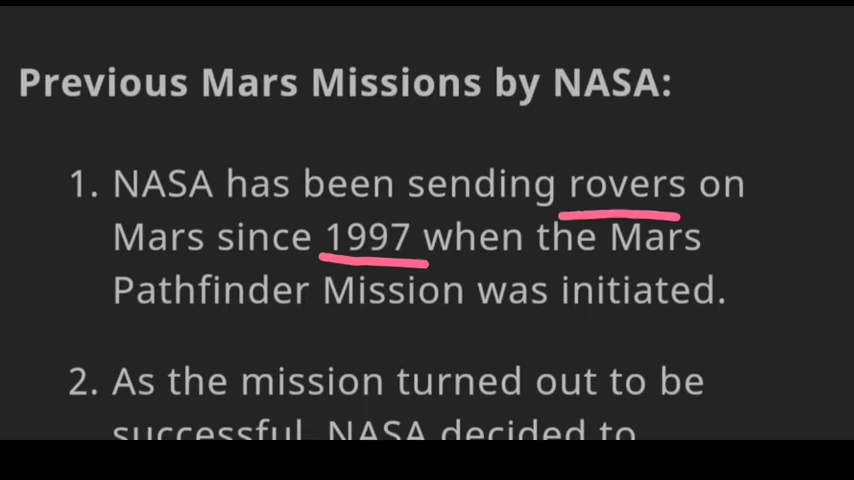 Previous Mars Missions by NASA:
1. NASA has been sending rovers on
Mars since 1997 when the Mars
Pathfinder Mission was initiated.
2. As the mission turned out to be
successful, NASA decided to